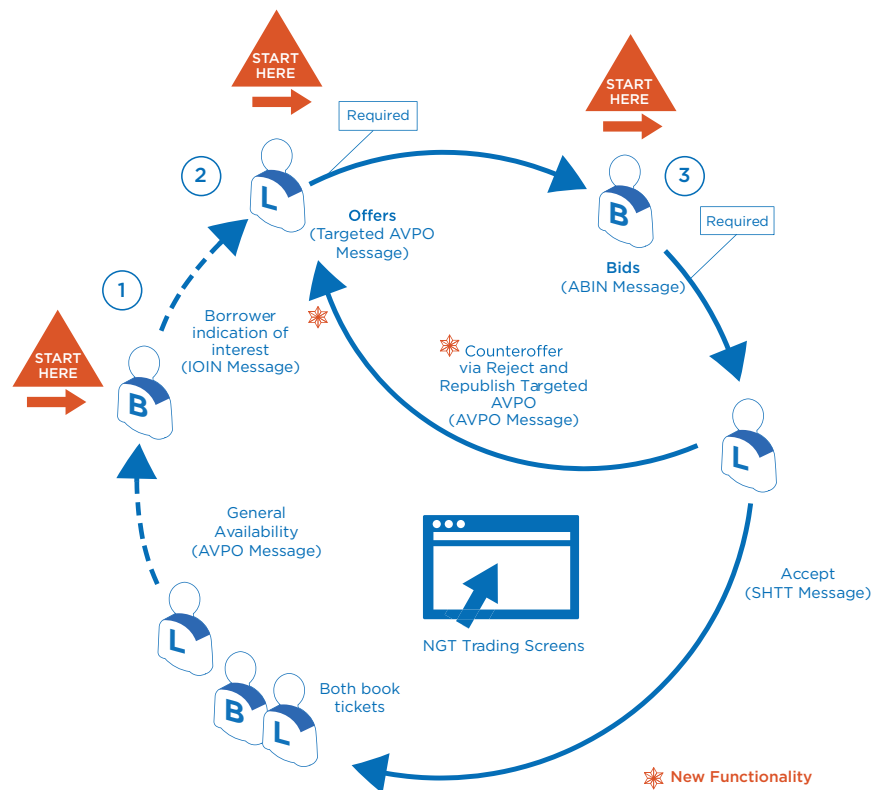 START
HERE
2
L
Required
Offers
(Targeted AVPO
Message)
START
HERE
3
B
Required
Bids
(ABIN Message)
1
START
HERE
B
Borrower
indication of
interest
(IOIN Message)
Counteroffer
via Reject and
Republish Targeted
AVPO
(AVPO Message)
L
General
Availability
(AVPO Message)
L
NGT Trading Screens
Accept
(SHTT Message)
B
L
Both book
tickets
New Functionality